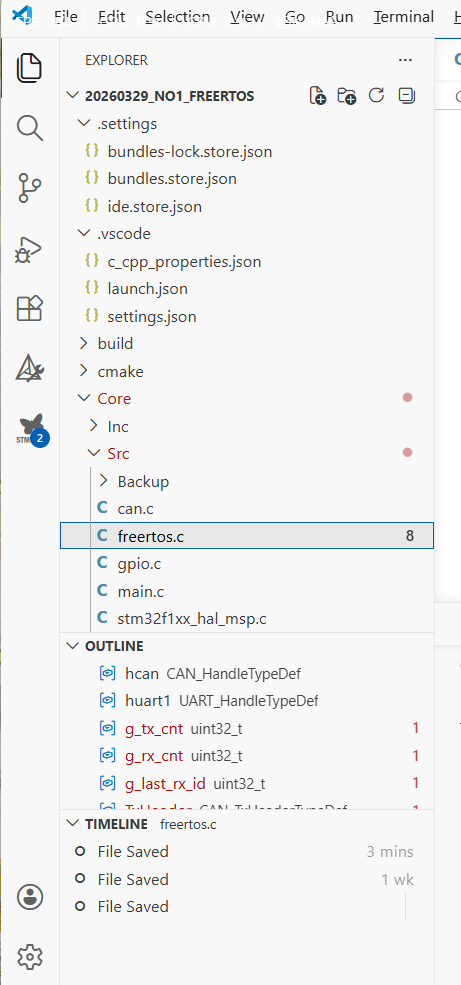 File Edit Selection View Go Run Terminal
EXPLORER
20260329_NO1_FREERTOS
.settings
{} bundles-lock.store.json
{} bundles.store.json
{} ide.store.json
.vscode
{} c_cpp_properties.json
{} launch.json
{} settings.json
build
cmake
Core
Inc
Src
Backup
C can.c
C freertos.c 8
C gpio.c
C main.c
C stm32f1xx_hal_msp.c
2
OUTLINE
hcan CAN_HandleTypeDef
huart1 UART_HandleTypeDef
g_tx_cnt uint32_t 1
g_rx_cnt uint32_t 1
g_last_rx_id uint32_t 1
TxHeader CAN_TxHeaderTypeDef 1
TIMELINE freertos.c
File Saved 3 mins
File Saved 1 wk
File Saved